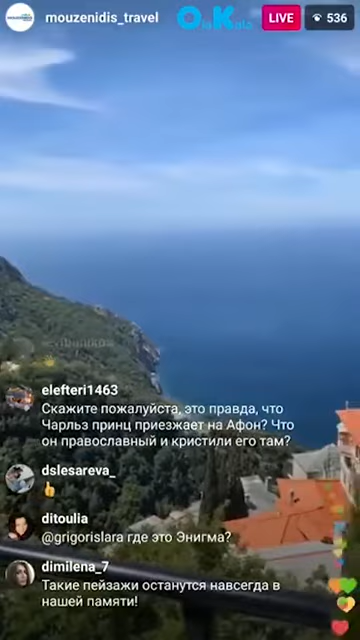 mouzenidis_travel
O.laKala
LIVE
536
elefteri1463
Скажите пожалуйста, это правда, что
Чарльз принц приезжает на Афон? Что
он православный и кристили его там?
dslesareva_
ditoulia
@grigorislara где это Энигма?
dimilena_7
Такие пейзажи останутся навсегда в
нашей памяти!